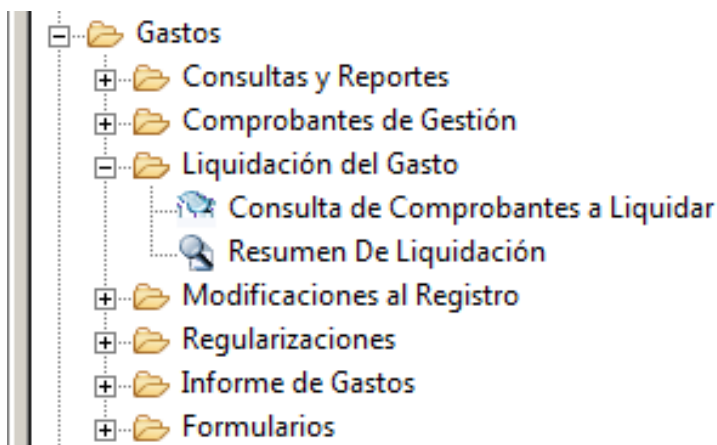 Gastos
Consultas y Reportes
Comprobantes de Gestión
Liquidación del Gasto
Consulta de Comprobantes a Liquidar
Resumen De Liquidación
Modificaciones al Registro
Regularizaciones
Informe de Gastos
Formularios